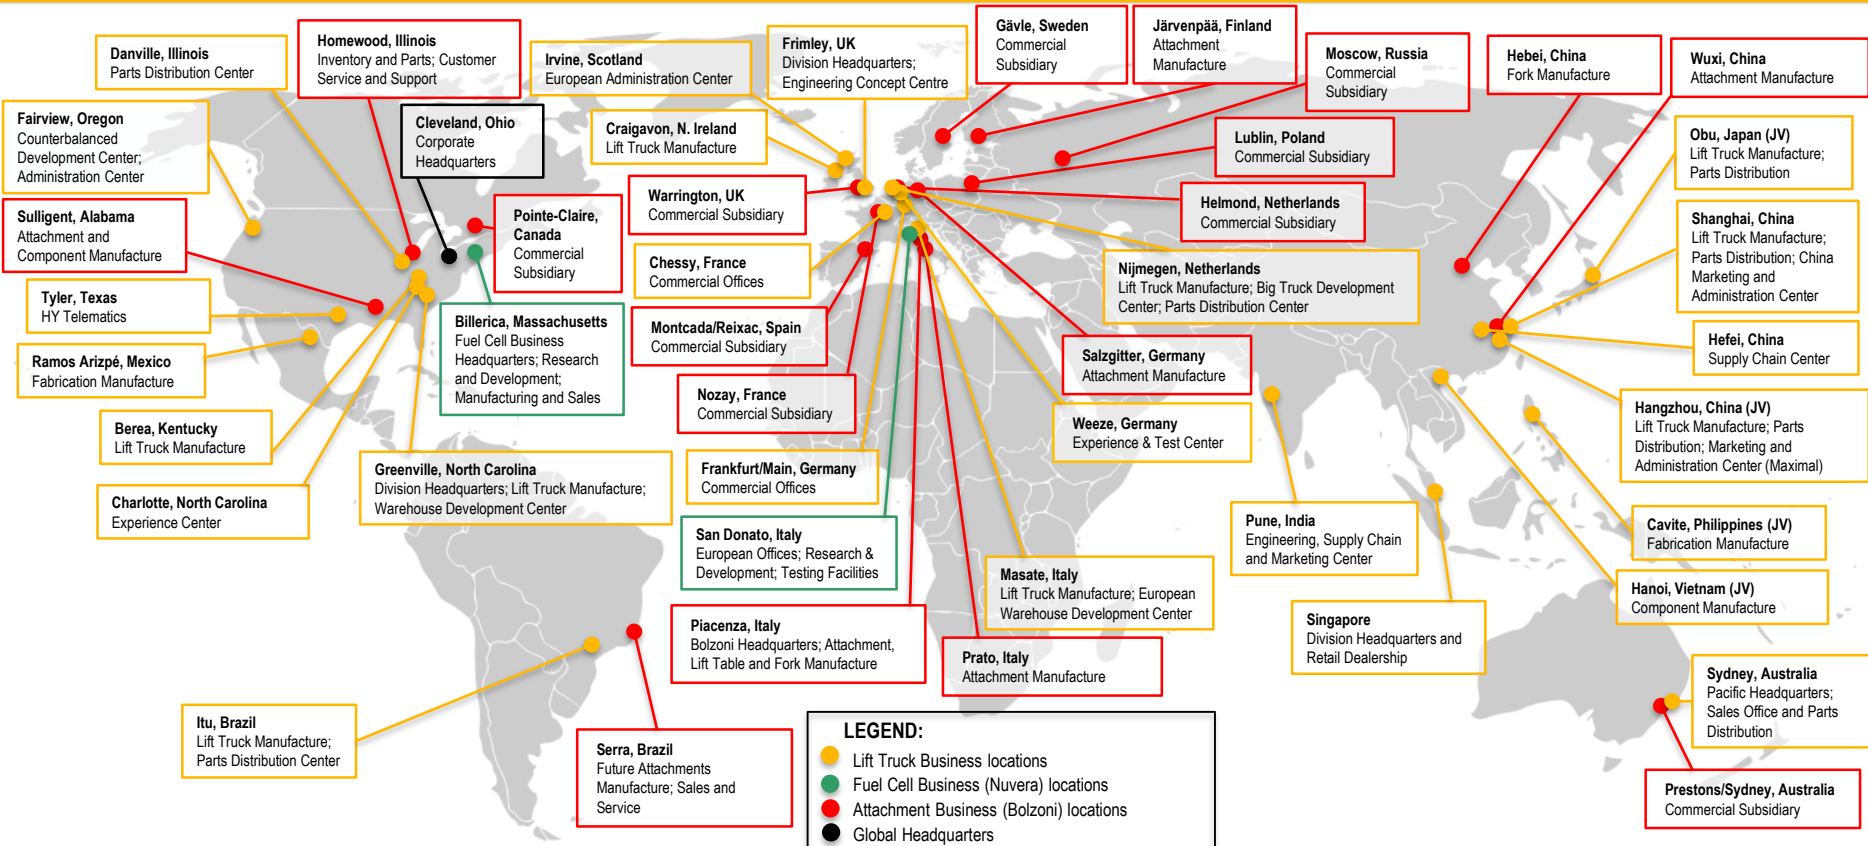 Danville, Illinois
Parts Distribution Center
Homewood, Illinois
Inventory and Parts; Customer
Service and Support
Irvine, Scotland
European Administration Center
Frimley, UK
Division Headquarters;
Engineering Concept Centre
Gävle, Sweden
Commercial
Subsidiary
Järvenpää, Finland
Attachment
Manufacture
Moscow, Russia
Commercial
Subsidiary
Hebei, China
Fork Manufacture
Wuxi, China
Attachment Manufacture
Fairview, Oregon
Counterbalanced
Development Center;
Administration Center
Cleveland, Ohio
Corporate
Headquarters
Craigavon, N. Ireland
Lift Truck Manufacture
Lublin, Poland
Commercial Subsidiary
Obu, Japan (JV)
Lift Truck Manufacture;
Parts Distribution
Sulligent, Alabama
Attachment and
Component Manufacture
Pointe-Claire,
Canada
Commercial
Subsidiary
Warrington, UK
Commercial Subsidiary
Helmond, Netherlands
Commercial Subsidiary
Shanghai, China
Lift Truck Manufacture;
Parts Distribution; China
Marketing and
Administration Center
Tyler, Texas
HY Telematics
Chessy, France
Commercial Offices
Nijmegen, Netherlands
Lift Truck Manufacture; Big Truck Development
Center; Parts Distribution Center
Billerica, Massachusetts
Fuel Cell Business
Headquarters; Research
and Development;
Manufacturing and Sales
Montcada/Reixac, Spain
Commercial Subsidiary
Hefei, China
Supply Chain Center
Ramos Arizpé, Mexico
Fabrication Manufacture
Salzgitter, Germany
Attachment Manufacture
Nozay, France
Commercial Subsidiary
Berea, Kentucky
Lift Truck Manufacture
Weeze, Germany
Experience & Test Center
Hangzhou, China (JV)
Lift Truck Manufacture; Parts
Distribution; Marketing and
Administration Center (Maximal)
Greenville, North Carolina
Division Headquarters; Lift Truck Manufacture;
Warehouse Development Center
Frankfurt/Main, Germany
Commercial Offices
Charlotte, North Carolina
Experience Center
Pune, India
Engineering, Supply Chain
and Marketing Center
Cavite, Philippines (JV)
Fabrication Manufacture
San Donato, Italy
European Offices; Research &
Development; Testing Facilities
Masate, Italy
Lift Truck Manufacture; European
Warehouse Development Center
Hanoi, Vietnam (JV)
Component Manufacture
Piacenza, Italy
Bolzoni Headquarters; Attachment,
Lift Table and Fork Manufacture
Singapore
Division Headquarters and
Retail Dealership
Prato, Italy
Attachment Manufacture
Sydney, Australia
Pacific Headquarters;
Sales Office and Parts
Distribution
Itu, Brazil
Lift Truck Manufacture;
Parts Distribution Center
Serra, Brazil
Future Attachments
Manufacture; Sales and
Service
Prestons/Sydney, Australia
Commercial Subsidiary
LEGEND:
Lift Truck Business locations
Fuel Cell Business (Nuvera) locations
Attachment Business (Bolzoni) locations
Global Headquarters